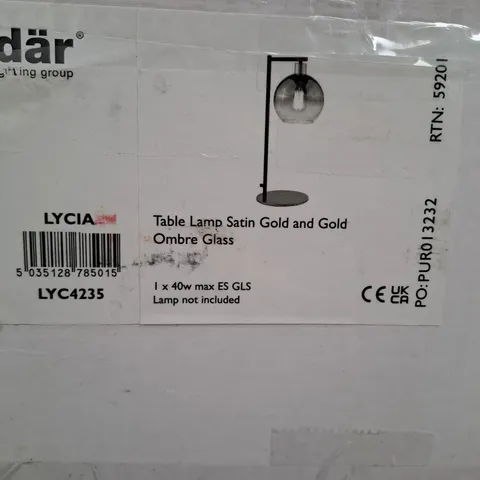 där®
lighting group
LYCIA
5 035128 785015
LYC4235
Table Lamp Satin Gold and Gold
Ombre Glass
1 x 40w max ES GLS
Lamp not included
CE UK CA
PO: PUR013232
RTN: 59201